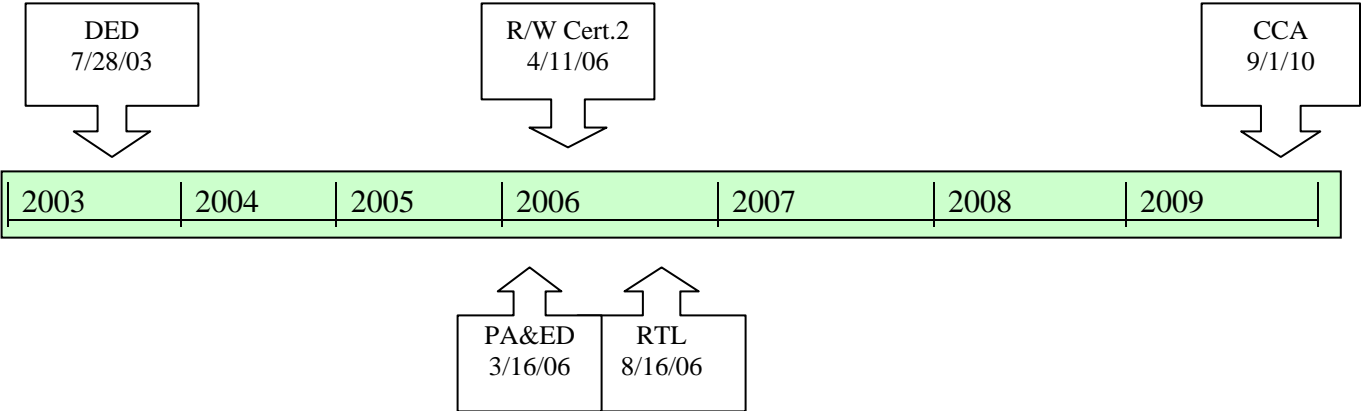 DED
7/28/03
R/W Cert.2
4/11/06
CCA
9/1/10
2003 2004 2005 2006 2007 2008 2009
PA&ED
3/16/06
RTL
8/16/06